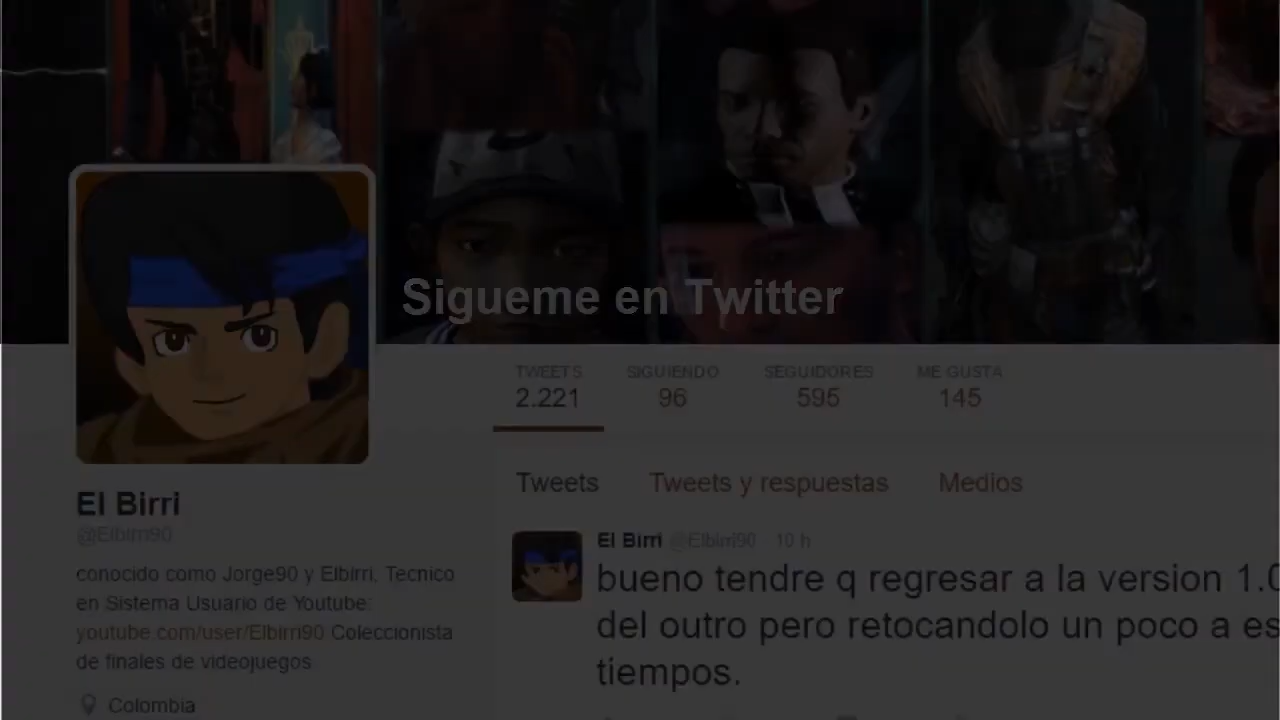 Sigueme en Twitter
TWEETS SIGUIENDO SEGUIDORES ME GUSTA
2.221 96 595 145
Tweets Tweets y respuestas Medios
El Birri
@Elbirri90
conocido como Jorge90 y Elbirri, Tecnico
en Sistema Usuario de Youtube:
youtube.com/user/Elbirri90 Coleccionista
de finales de videojuegos
Colombia
El Birri @Elbirri90 10 h
bueno tendre q regresar a la version 1.0
del outro pero retocandolo un poco a es
tiempos.